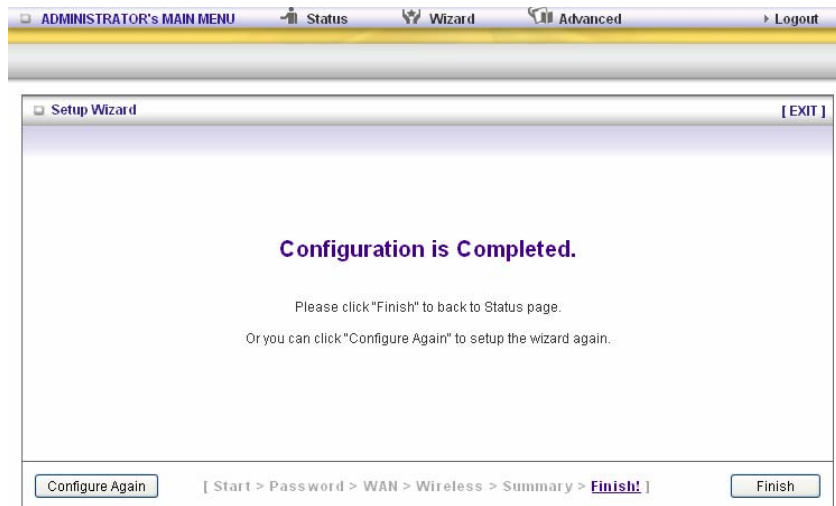 ADMINISTRATOR's MAIN MENU Status Wizard Advanced Logout
Setup Wizard [ EXIT ]
Configuration is Completed.
Please click "Finish" to back to Status page.
Or you can click "Configure Again" to setup the wizard again.
Configure Again [ Start > Password > WAN > Wireless > Summary > Finish! ] Finish